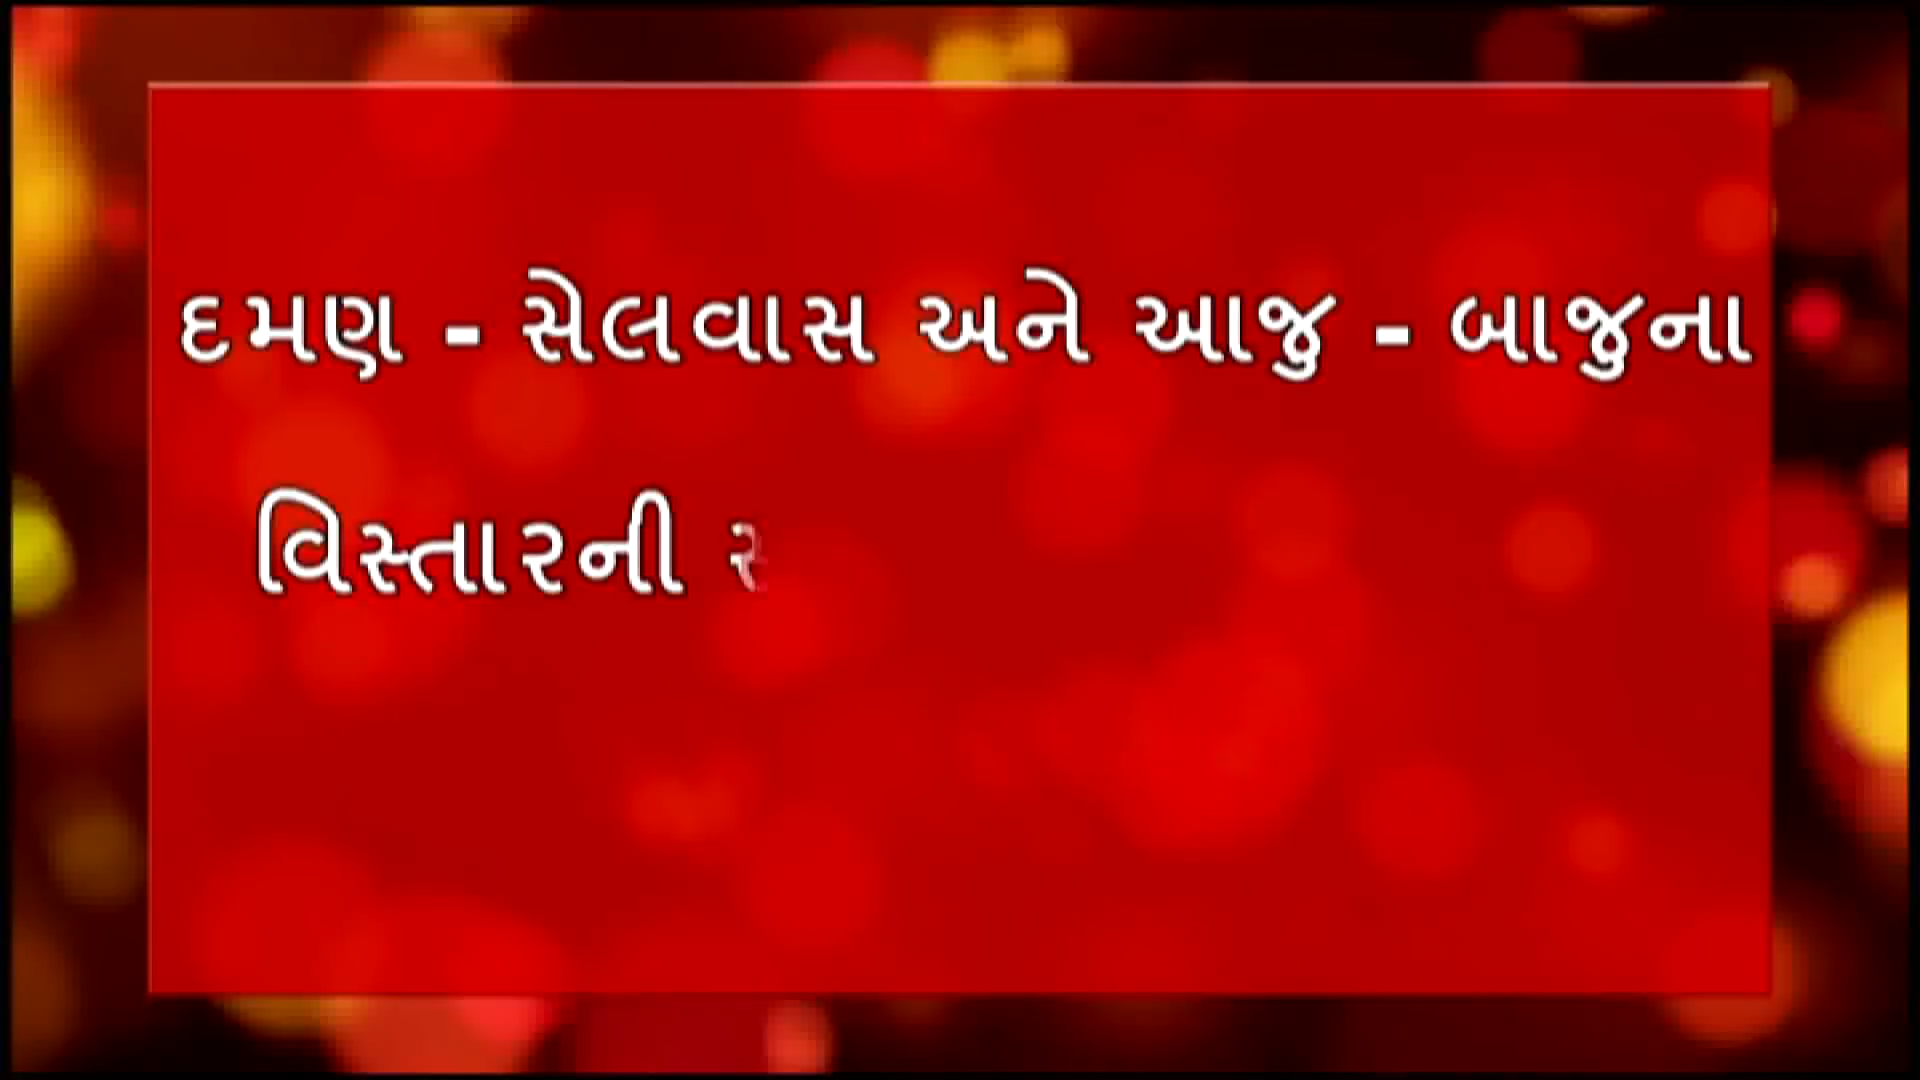 દમણ - સેલવાસ અને આજુ - બાજુના
વિસ્તારની